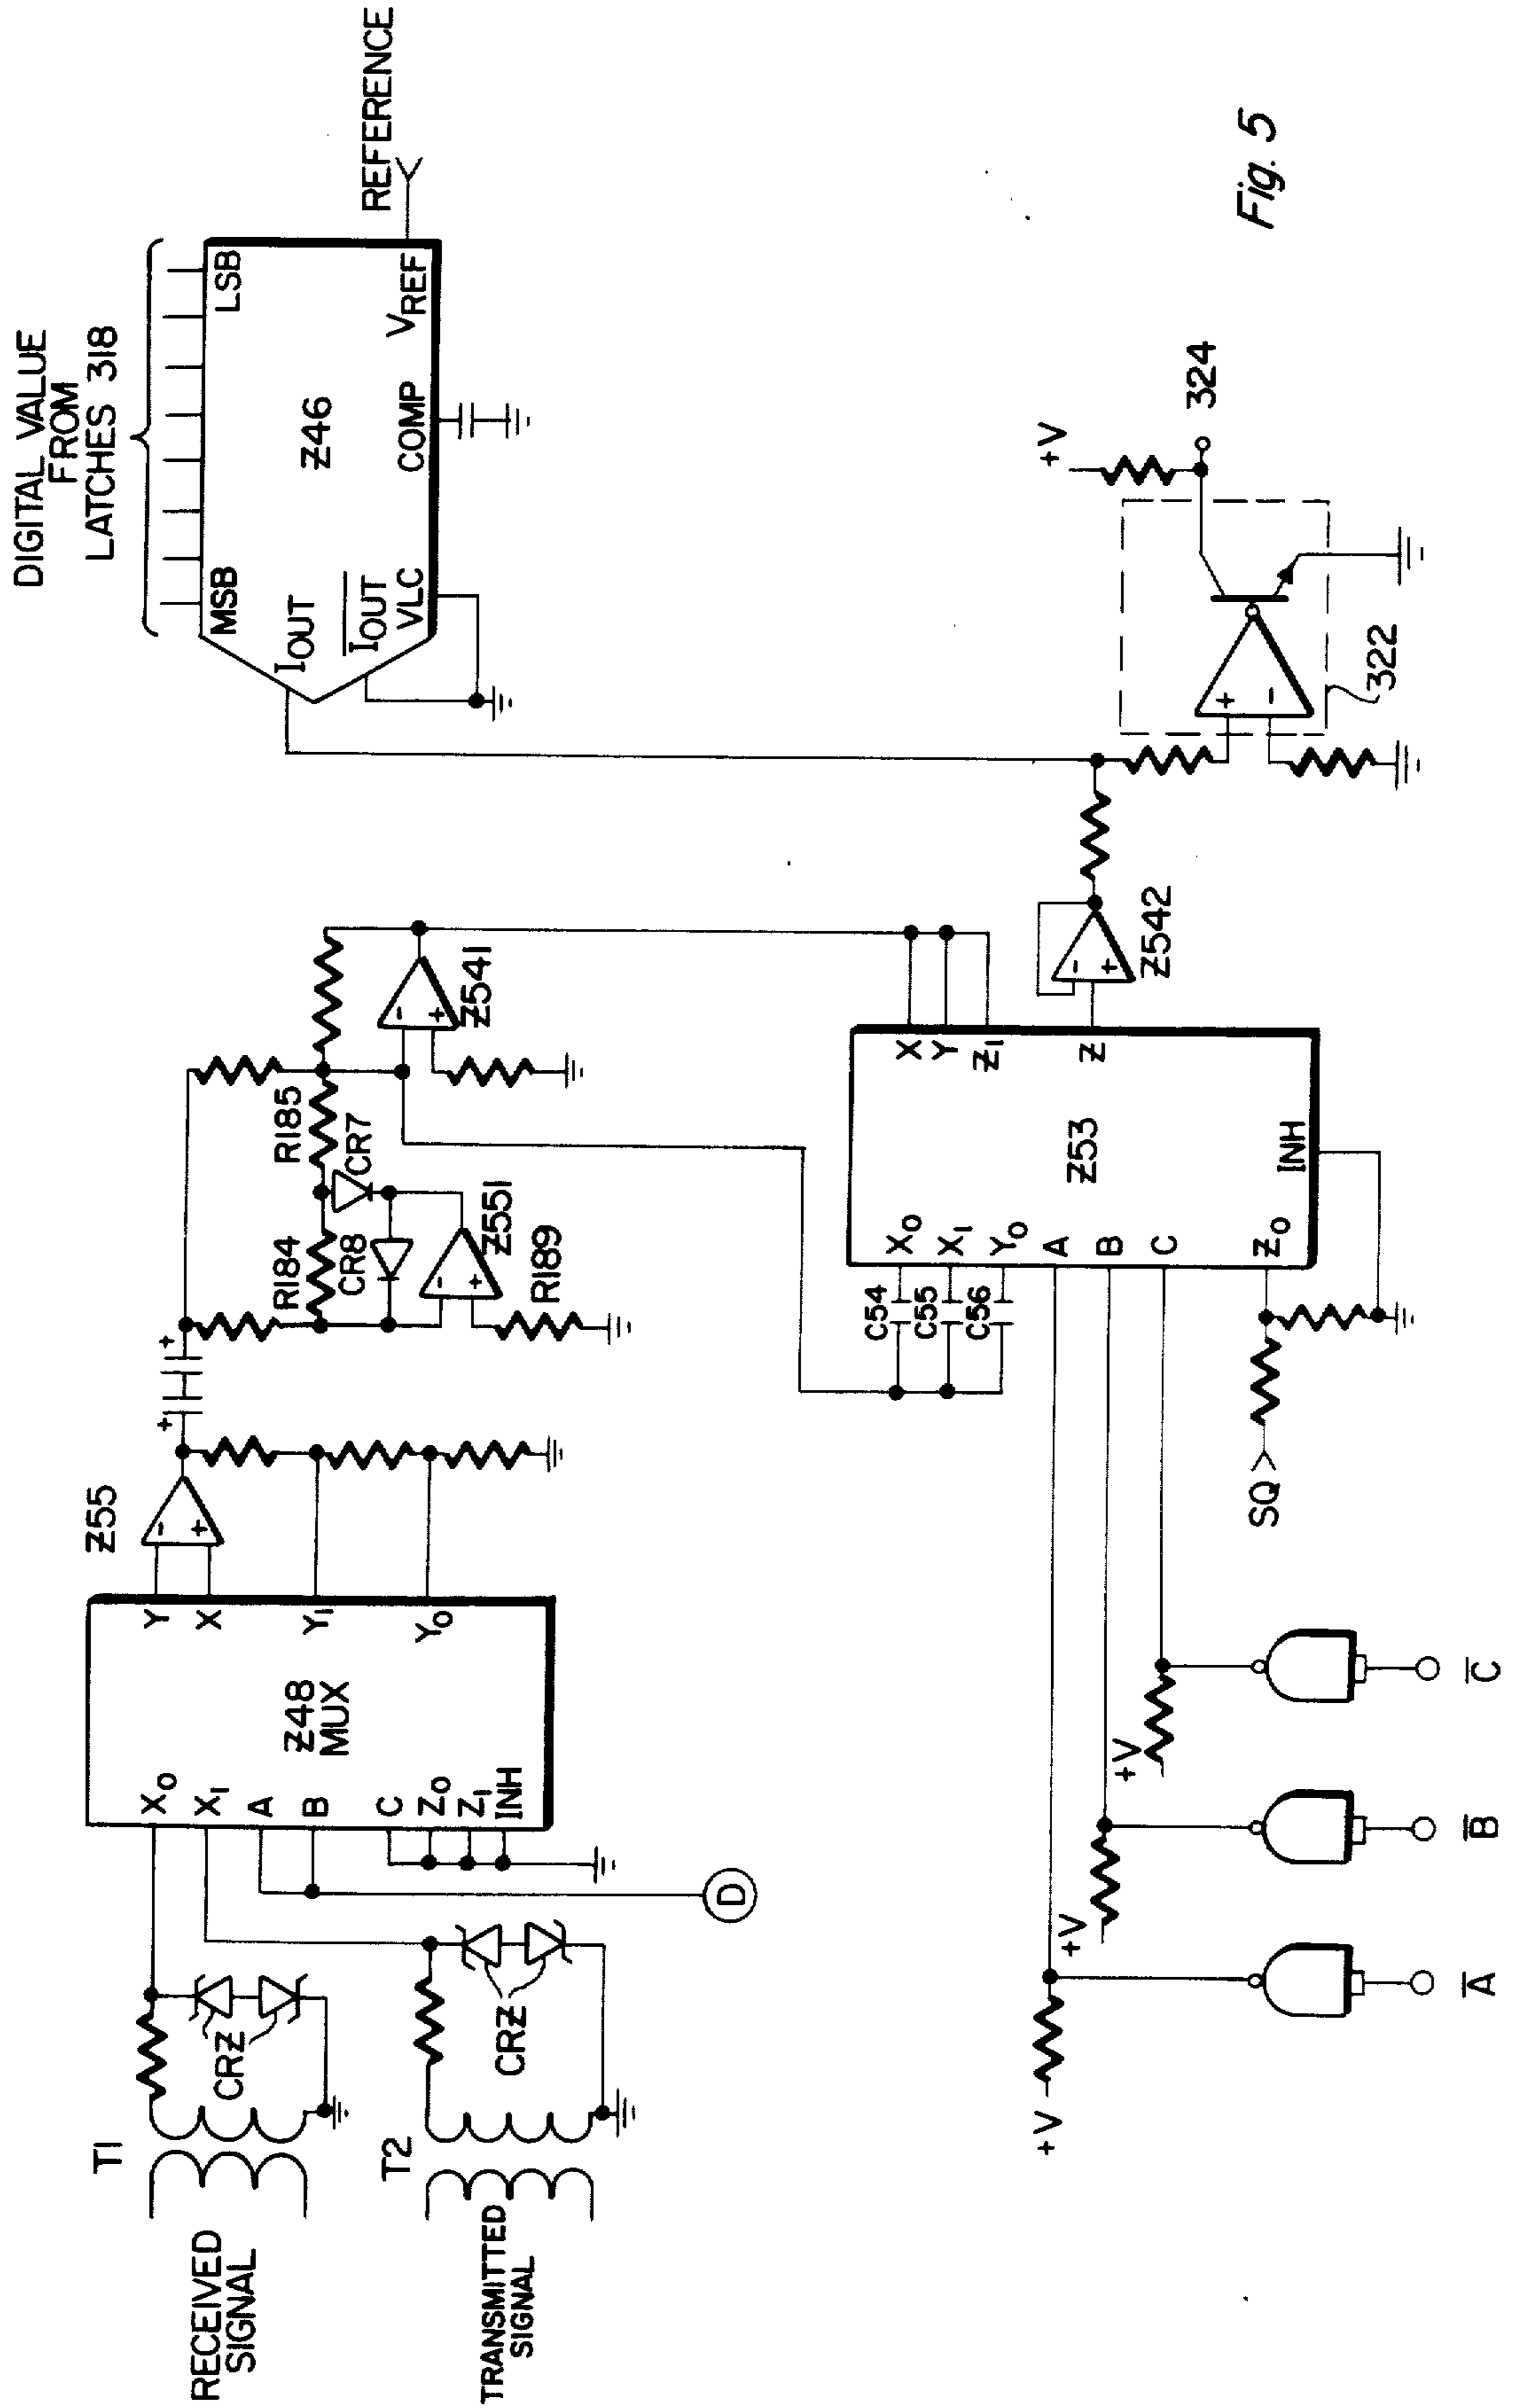 DIGITAL VALUE
FROM
LATCHES 318
MSB
LSB
IOUT
IOUT
VLC
Z46
COMP
VREF
REFERENCE
RECEIVED
SIGNAL
T1
CRZ
TRANSMITTED
SIGNAL
T2
CRZ
X0
X1
A
B
C
Z0
Z1
INH
Z48
MUX
Y
X
Y1
Y0
D
Z55
-
+
+
+
R184
R185
CR8
CR7
-
+
Z551
R189
-
+
Z541
C54
C55
C56
X0
X1
Y0
A
B
C
Z0
Z53
X
Y
Z1
Z
INH
SQ
-
+
Z542
+
-
322
+V
324
+V
+V
+V
A
B
C
Fig. 5